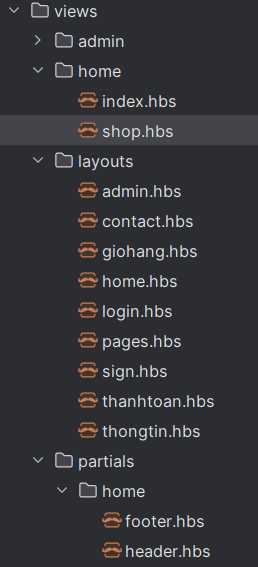 views
admin
home
index.hbs
shop.hbs
layouts
admin.hbs
contact.hbs
giohang.hbs
home.hbs
login.hbs
pages.hbs
sign.hbs
thanhtoan.hbs
thongtin.hbs
partials
home
footer.hbs
header.hbs